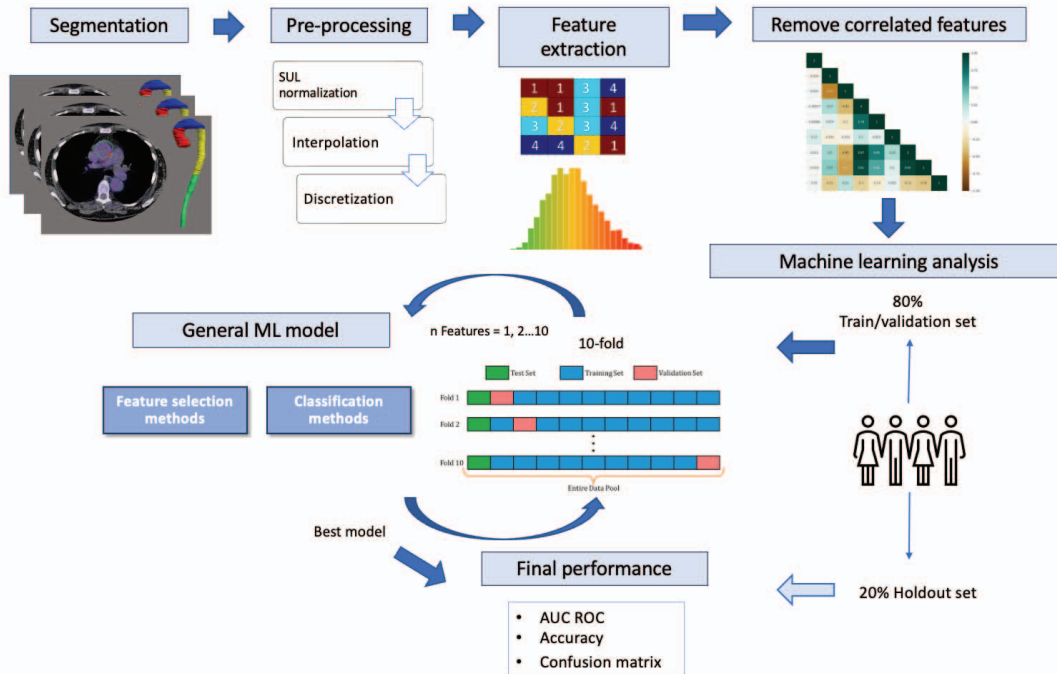 Segmentation
Pre-processing
Feature
extraction
Remove correlated features
SUL
normalization
Interpolation
Discretization
1 1 3 4
2 1 3 1
3 2 3 4
4 4 2 1
Machine learning analysis
80%
Train/validation set
General ML model
n Features = 1, 2...10
10-fold
Test Set
Training Set
Validation Set
Feature selection
methods
Classification
methods
Fold 1
Fold 2
Fold 10
Entire Data Pool
Best model
Final performance
20% Holdout set
• AUC ROC
• Accuracy
• Confusion matrix